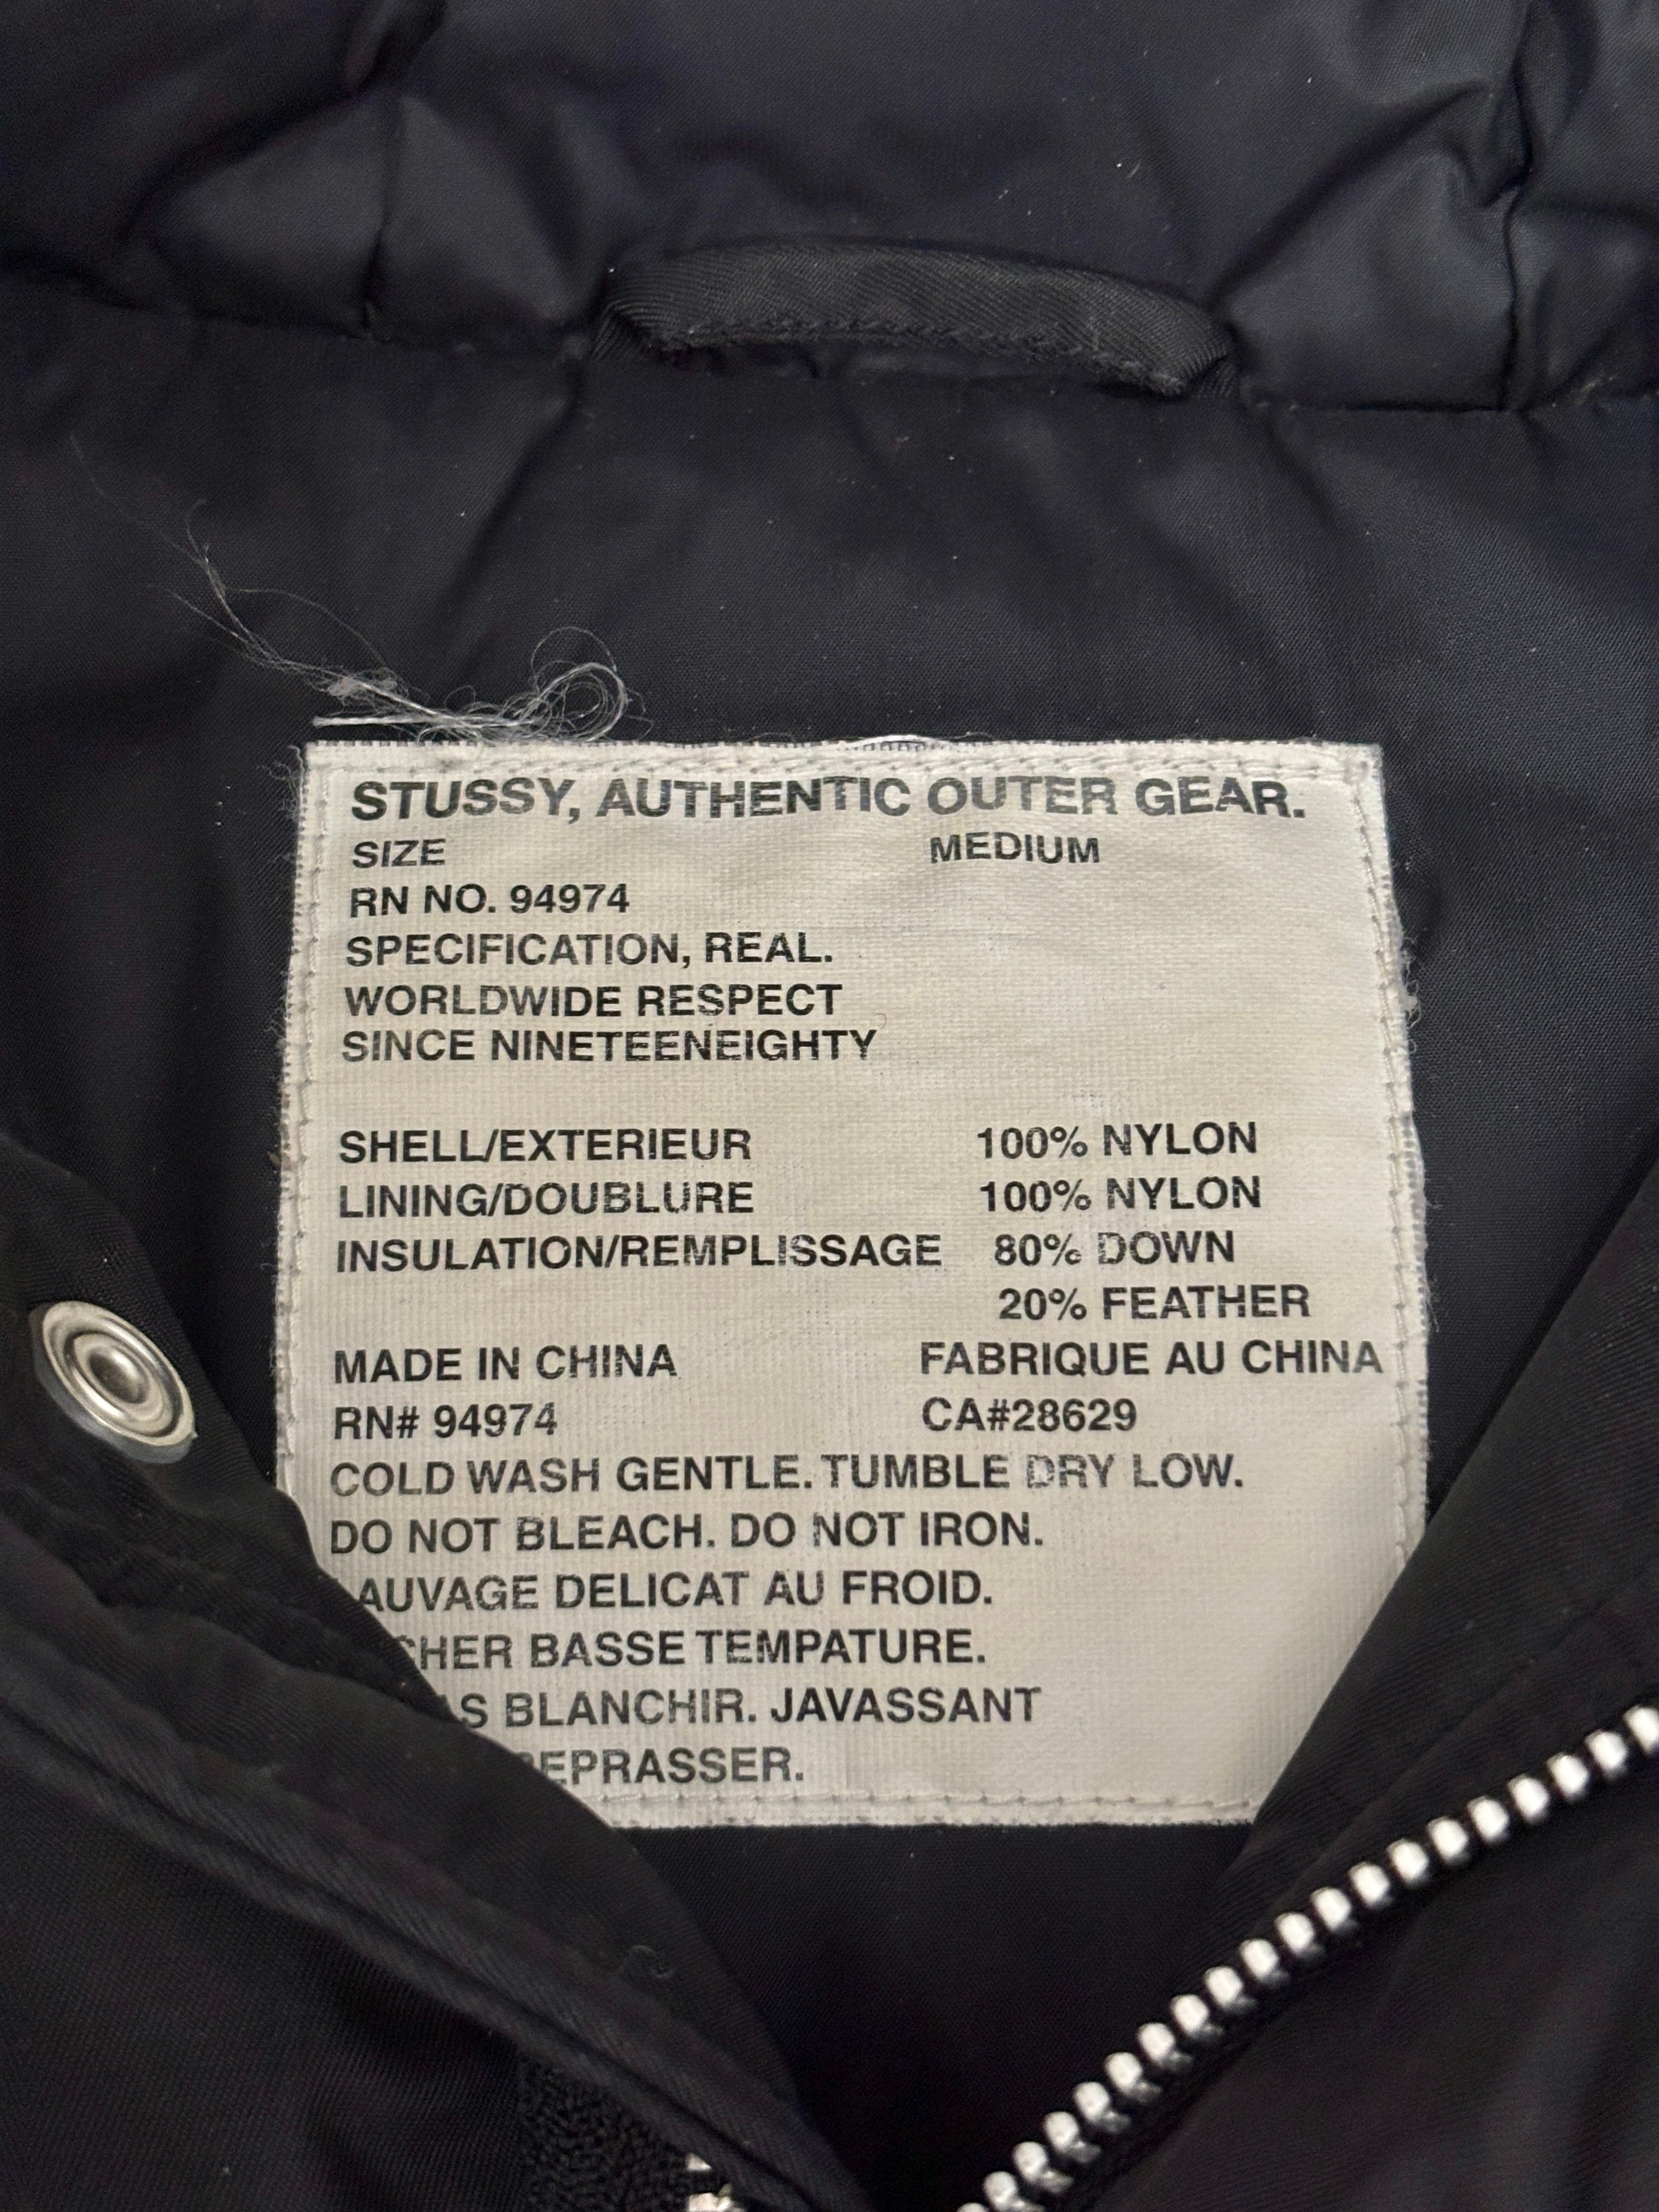 STUSSY, AUTHENTIC OUTER GEAR.
SIZE MEDIUM
RN NO. 94974
SPECIFICATION, REAL.
WORLDWIDE RESPECT
SINCE NINETEENEIGHTY
SHELL/EXTERIEUR 100% NYLON
LINING/DOUBLURE 100% NYLON
INSULATION/REMPLISSAGE 80% DOWN
20% FEATHER
MADE IN CHINA FABRIQUE AU CHINA
RN# 94974 CA#28629
COLD WASH GENTLE. TUMBLE DRY LOW.
DO NOT BLEACH. DO NOT IRON.
AUVAGE DELICAT AU FROID.
CHER BASSE TEMPATURE.
AS BLANCHIR. JAVASSANT
EPRASSER.